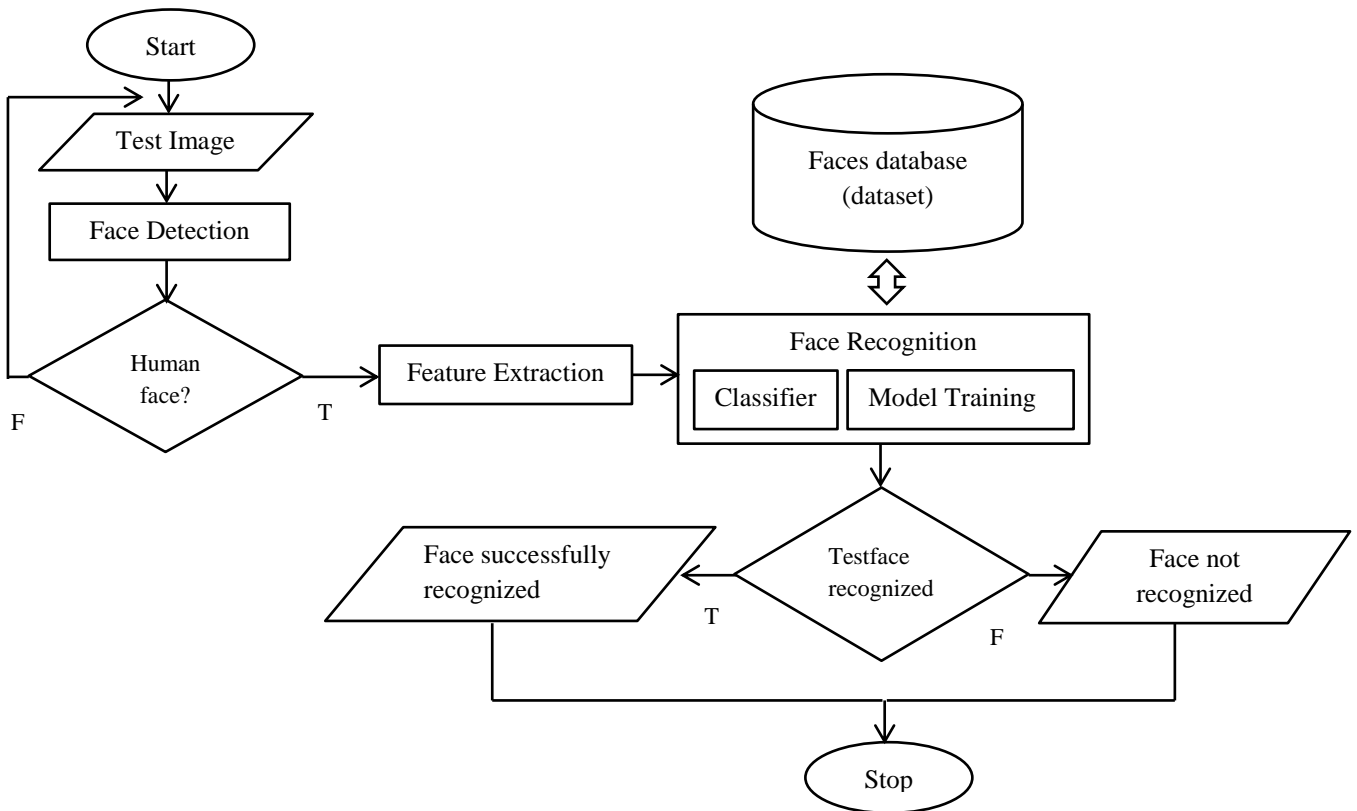 Start
Test Image
Face Detection
Human
face?
F
T
Feature Extraction
Faces database
(dataset)
Face Recognition
Classifier
Model Training
Testface
recognized
T
F
Face successfully
recognized
Face not
recognized
Stop